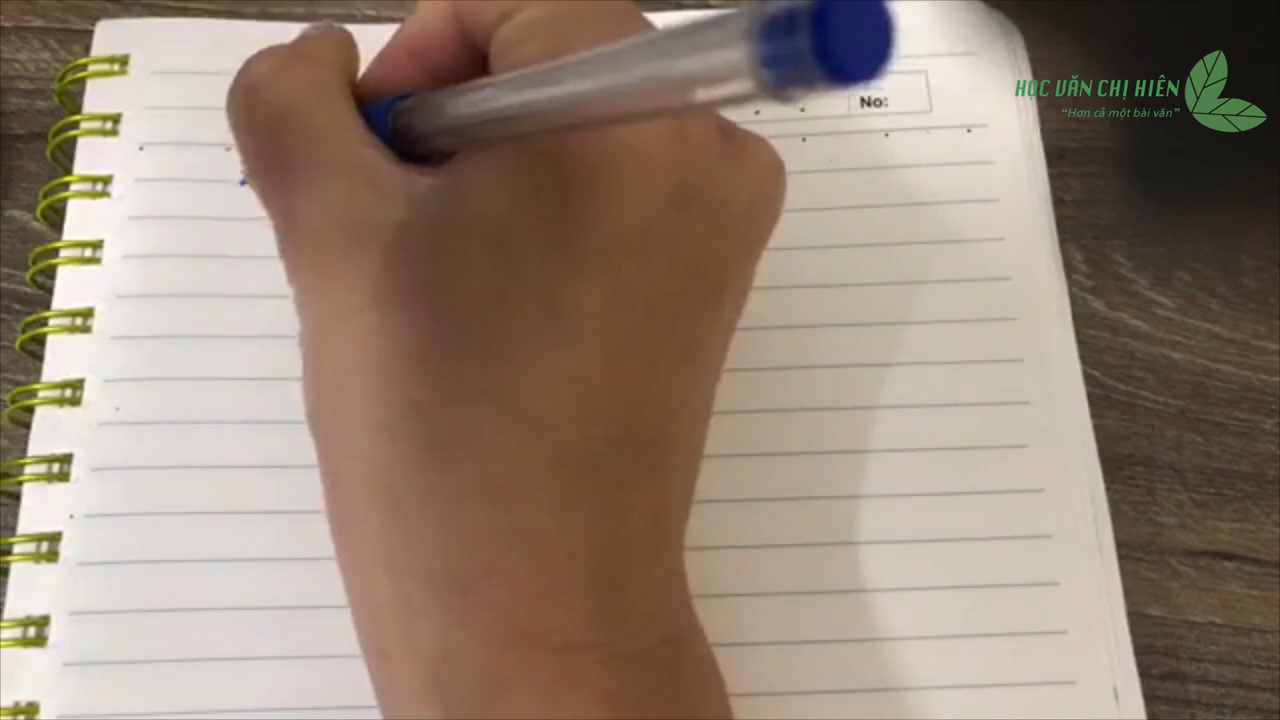 HỌC VĂN CHỊ HIÊN
“Hơn cả một bài văn”
No: